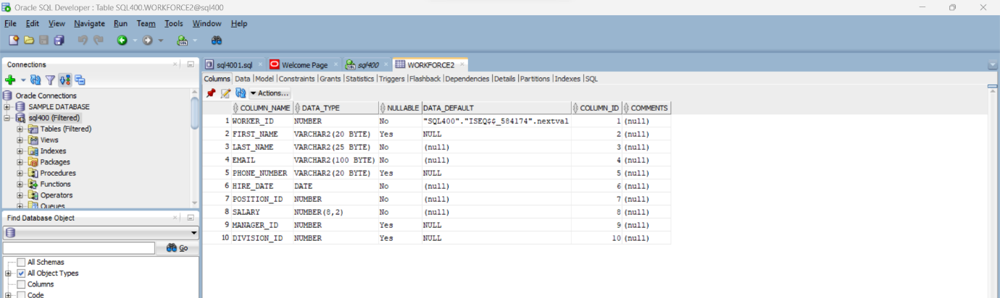 Oracle SQL Developer : Table SQL400.WORKFORCE2@sql400
File Edit View Navigate Run Team Tools Window Help
Connections
Oracle Connections
SAMPLE DATABASE
sql400 (Filtered)
Tables (Filtered)
Views
Indexes
Packages
Procedures
Functions
Operators
Queues
Find Database Object
Go
All Schemas
All Object Types
Columns
Code
sql4001.sql Welcome Page sql400 WORKFORCE2
Columns Data Model Constraints Grants Statistics Triggers Flashback Dependencies Details Partitions Indexes SQL
Actions...
COLUMN_NAME DATA_TYPE NULLABLE DATA_DEFAULT COLUMN_ID COMMENTS
1 WORKER_ID NUMBER No "SQL400"."ISEQ$$_584174".nextval 1 (null)
2 FIRST_NAME VARCHAR2(20 BYTE) Yes NULL 2 (null)
3 LAST_NAME VARCHAR2(25 BYTE) No (null) 3 (null)
4 EMAIL VARCHAR2(100 BYTE) No (null) 4 (null)
5 PHONE_NUMBER VARCHAR2(20 BYTE) Yes NULL 5 (null)
6 HIRE_DATE DATE No (null) 6 (null)
7 POSITION_ID NUMBER No (null) 7 (null)
8 SALARY NUMBER(8,2) No (null) 8 (null)
9 MANAGER_ID NUMBER Yes NULL 9 (null)
10 DIVISION_ID NUMBER Yes NULL 10 (null)